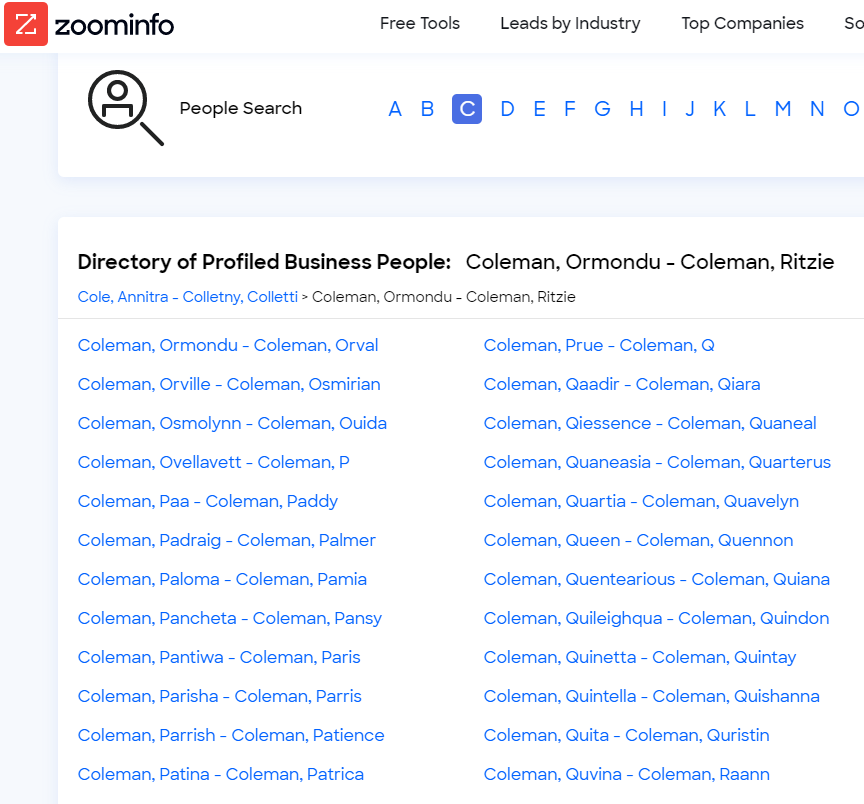 zoominfo Free Tools Leads by Industry Top Companies So
People Search A B C D E F G H I J K L M N O
Directory of Profiled Business People: Coleman, Ormondu - Coleman, Ritzie
Cole, Annitra - Colletny, Colletti > Coleman, Ormondu - Coleman, Ritzie
Coleman, Ormondu - Coleman, Orval
Coleman, Orville - Coleman, Osmirian
Coleman, Osmolynn - Coleman, Ouida
Coleman, Ovellavett - Coleman, P
Coleman, Paa - Coleman, Paddy
Coleman, Padraig - Coleman, Palmer
Coleman, Paloma - Coleman, Pamia
Coleman, Pancheta - Coleman, Pansy
Coleman, Pantiwa - Coleman, Paris
Coleman, Parisha - Coleman, Parris
Coleman, Parrish - Coleman, Patience
Coleman, Patina - Coleman, Patrica
Coleman, Prue - Coleman, Q
Coleman, Qaadir - Coleman, Qiara
Coleman, Qiessence - Coleman, Quaneal
Coleman, Quaneasia - Coleman, Quarterus
Coleman, Quartia - Coleman, Quavelyn
Coleman, Queen - Coleman, Quennon
Coleman, Quentearious - Coleman, Quiana
Coleman, Quileighqua - Coleman, Quindon
Coleman, Quinetta - Coleman, Quintay
Coleman, Quintella - Coleman, Quishanna
Coleman, Quita - Coleman, Quristin
Coleman, Quvina - Coleman, Raann